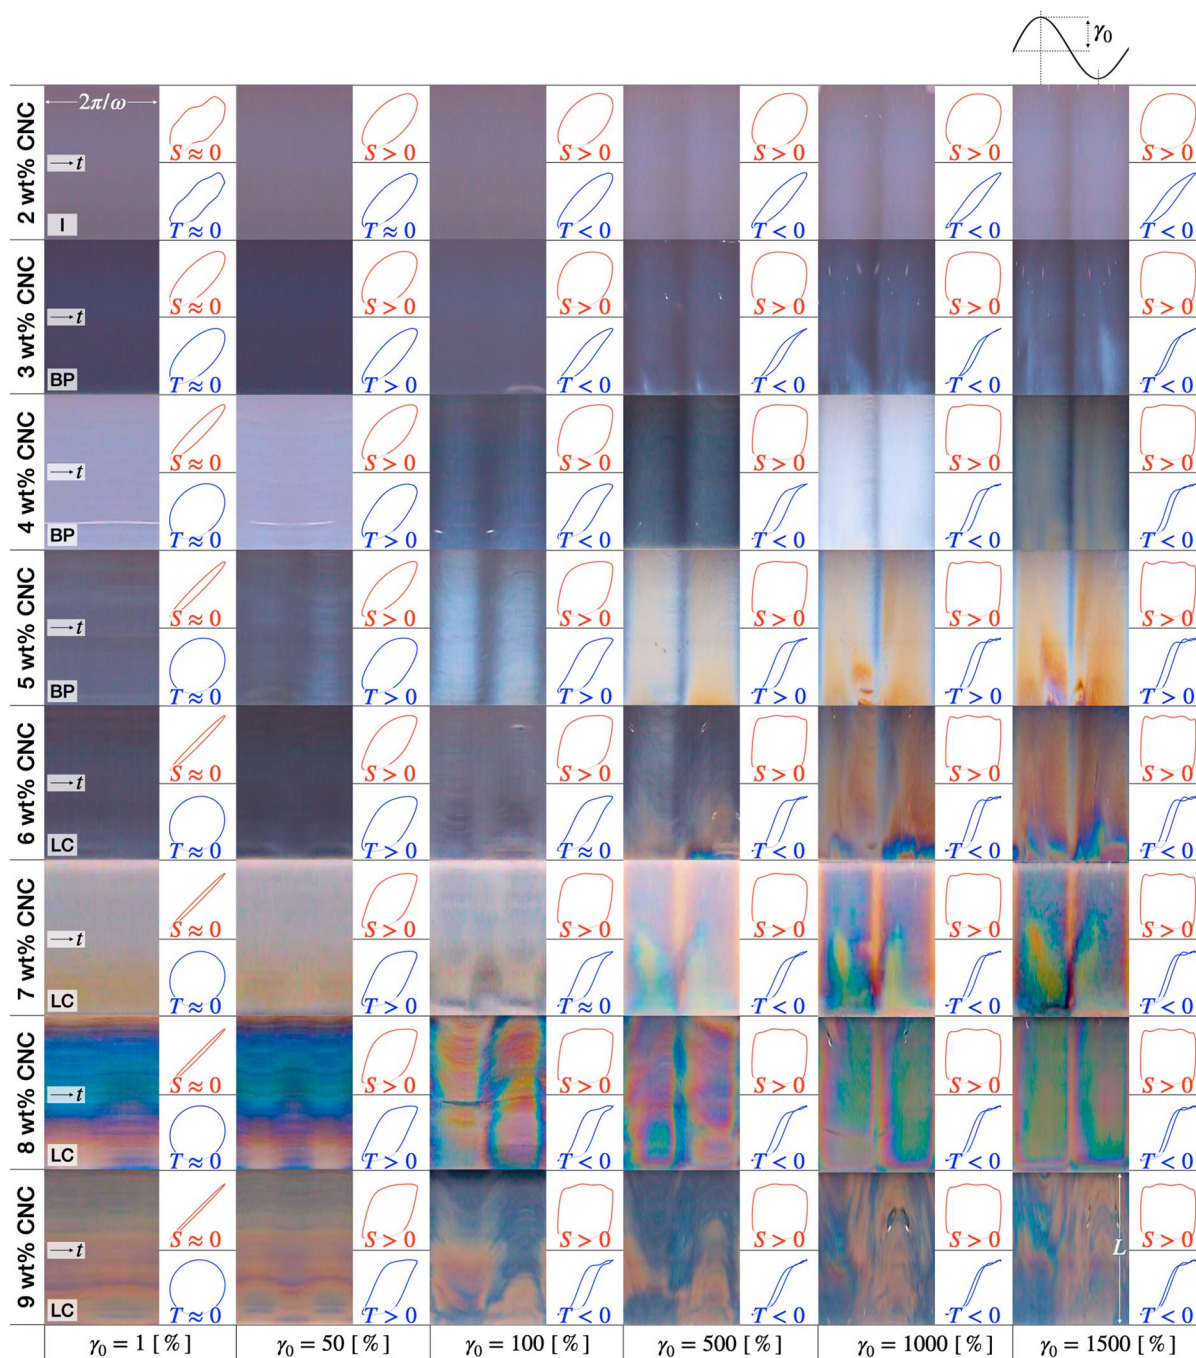 γ₀
2 wt% CNC
2π/ω
t
I
S ≈ 0
T ≈ 0
S > 0
T ≈ 0
S > 0
T < 0
S > 0
T < 0
S > 0
T < 0
S > 0
T < 0
3 wt% CNC
t
BP
S ≈ 0
T ≈ 0
S > 0
T > 0
S > 0
T < 0
S > 0
T < 0
S > 0
T < 0
S > 0
T < 0
4 wt% CNC
t
BP
S ≈ 0
T ≈ 0
S > 0
T > 0
S > 0
T < 0
S > 0
T < 0
S > 0
T < 0
S > 0
T < 0
5 wt% CNC
t
BP
S ≈ 0
T ≈ 0
S > 0
T > 0
S > 0
T > 0
S > 0
T > 0
S > 0
T > 0
S > 0
T > 0
6 wt% CNC
t
LC
S ≈ 0
T ≈ 0
S > 0
T > 0
S > 0
T ≈ 0
S > 0
T < 0
S > 0
T < 0
S > 0
T < 0
7 wt% CNC
t
LC
S ≈ 0
T ≈ 0
S > 0
T > 0
S > 0
T ≈ 0
S > 0
T < 0
S > 0
T < 0
S > 0
T < 0
8 wt% CNC
t
LC
S ≈ 0
T ≈ 0
S > 0
T > 0
S > 0
T < 0
S > 0
T < 0
S > 0
T < 0
S > 0
T < 0
9 wt% CNC
t
LC
S ≈ 0
T ≈ 0
S > 0
T > 0
S > 0
T < 0
S > 0
T < 0
S > 0
T < 0
L
S > 0
T < 0
γ₀ = 1 [ % ]
γ₀ = 50 [ % ]
γ₀ = 100 [ % ]
γ₀ = 500 [ % ]
γ₀ = 1000 [ % ]
γ₀ = 1500 [ % ]